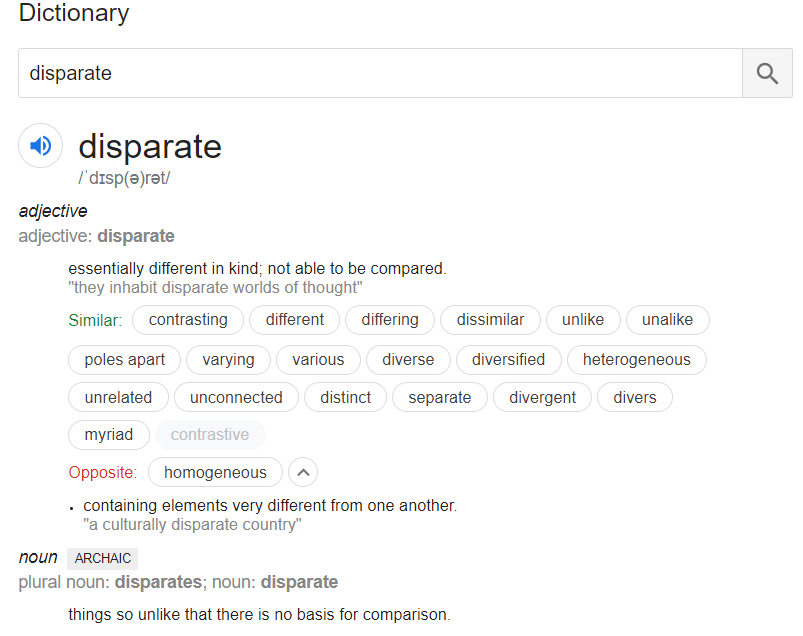 Dictionary
disparate
disparate
/ˈdɪsp(ə)rət/
adjective
adjective: disparate
essentially different in kind; not able to be compared.
"they inhabit disparate worlds of thought"
Similar: contrasting different differing dissimilar unlike unalike
poles apart varying various diverse diversified heterogeneous
unrelated unconnected distinct separate divergent divers
myriad contrastive
Opposite: homogeneous
• containing elements very different from one another.
"a culturally disparate country"
noun ARCHAIC
plural noun: disparates; noun: disparate
things so unlike that there is no basis for comparison.